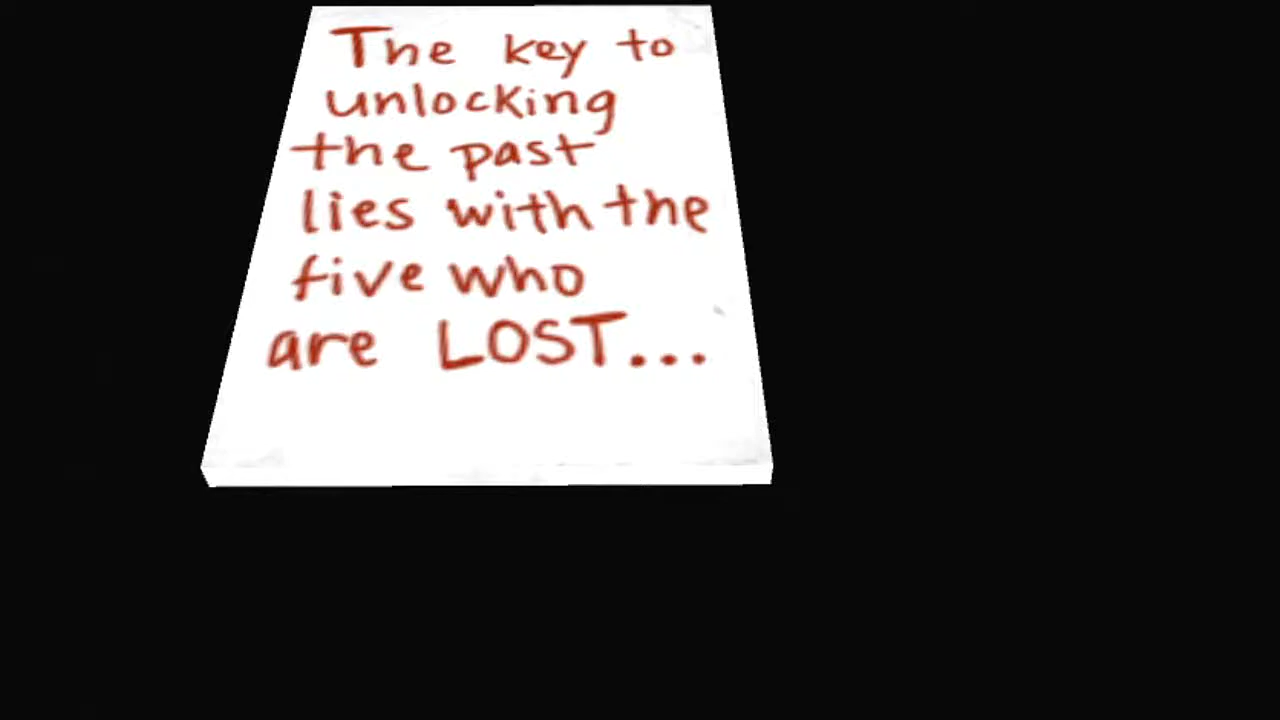 The key to
unlocking
the past
lies with the
five who
are LOST...